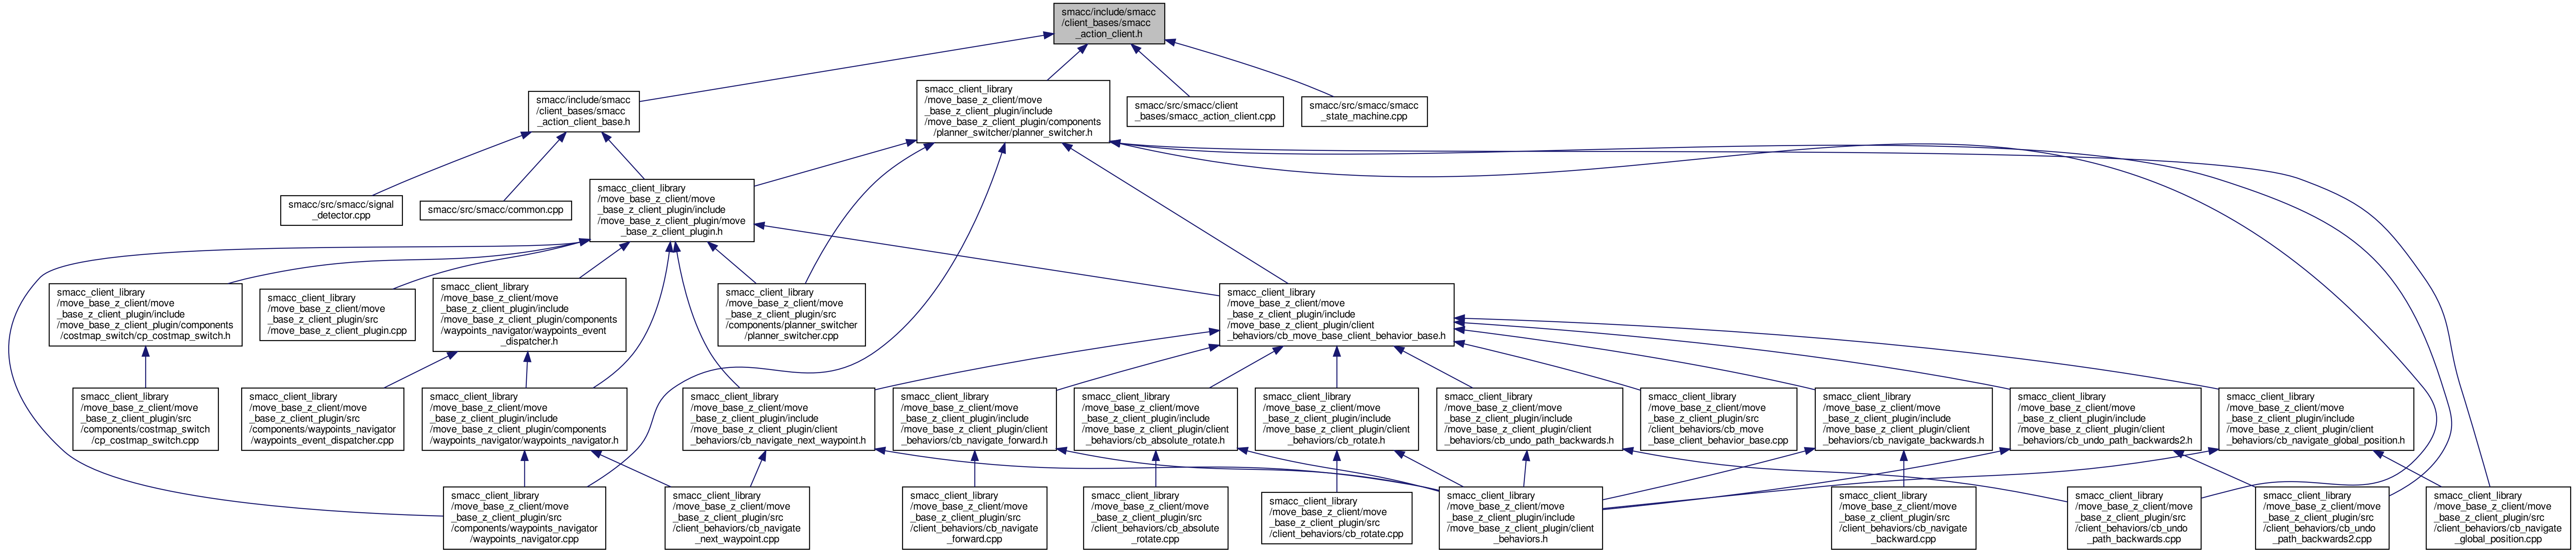 smacc/include/smacc
/client_bases/smacc
_action_client.h
smacc/include/smacc
/client_bases/smacc
_action_client_base.h
smacc_client_library
/move_base_z_client/move
_base_z_client_plugin/include
/move_base_z_client_plugin/components
/planner_switcher/planner_switcher.h
smacc/src/smacc/client
_bases/smacc_action_client.cpp
smacc/src/smacc/smacc
_state_machine.cpp
smacc/src/smacc/signal
_detector.cpp
smacc/src/smacc/common.cpp
smacc_client_library
/move_base_z_client/move
_base_z_client_plugin/include
/move_base_z_client_plugin/move
_base_z_client_plugin.h
smacc_client_library
/move_base_z_client/move
_base_z_client_plugin/include
/move_base_z_client_plugin/components
/costmap_switch/cp_costmap_switch.h
smacc_client_library
/move_base_z_client/move
_base_z_client_plugin/src
/move_base_z_client_plugin.cpp
smacc_client_library
/move_base_z_client/move
_base_z_client_plugin/include
/move_base_z_client_plugin/components
/waypoints_navigator/waypoints_event
_dispatcher.h
smacc_client_library
/move_base_z_client/move
_base_z_client_plugin/src
/components/planner_switcher
/planner_switcher.cpp
smacc_client_library
/move_base_z_client/move
_base_z_client_plugin/include
/move_base_z_client_plugin/client
_behaviors/cb_move_base_client_behavior_base.h
smacc_client_library
/move_base_z_client/move
_base_z_client_plugin/src
/components/costmap_switch
/cp_costmap_switch.cpp
smacc_client_library
/move_base_z_client/move
_base_z_client_plugin/src
/components/waypoints_navigator
/waypoints_event_dispatcher.cpp
smacc_client_library
/move_base_z_client/move
_base_z_client_plugin/include
/move_base_z_client_plugin/components
/waypoints_navigator/waypoints_navigator.h
smacc_client_library
/move_base_z_client/move
_base_z_client_plugin/include
/move_base_z_client_plugin/client
_behaviors/cb_navigate_next_waypoint.h
smacc_client_library
/move_base_z_client/move
_base_z_client_plugin/include
/move_base_z_client_plugin/client
_behaviors/cb_navigate_forward.h
smacc_client_library
/move_base_z_client/move
_base_z_client_plugin/include
/move_base_z_client_plugin/client
_behaviors/cb_absolute_rotate.h
smacc_client_library
/move_base_z_client/move
_base_z_client_plugin/include
/move_base_z_client_plugin/client
_behaviors/cb_rotate.h
smacc_client_library
/move_base_z_client/move
_base_z_client_plugin/include
/move_base_z_client_plugin/client
_behaviors/cb_undo_path_backwards.h
smacc_client_library
/move_base_z_client/move
_base_z_client_plugin/src
/client_behaviors/cb_move
_base_client_behavior_base.cpp
smacc_client_library
/move_base_z_client/move
_base_z_client_plugin/include
/move_base_z_client_plugin/client
_behaviors/cb_navigate_backwards.h
smacc_client_library
/move_base_z_client/move
_base_z_client_plugin/include
/move_base_z_client_plugin/client
_behaviors/cb_undo_path_backwards2.h
smacc_client_library
/move_base_z_client/move
_base_z_client_plugin/include
/move_base_z_client_plugin/client
_behaviors/cb_navigate_global_position.h
smacc_client_library
/move_base_z_client/move
_base_z_client_plugin/src
/components/waypoints_navigator
/waypoints_navigator.cpp
smacc_client_library
/move_base_z_client/move
_base_z_client_plugin/src
/client_behaviors/cb_navigate
_next_waypoint.cpp
smacc_client_library
/move_base_z_client/move
_base_z_client_plugin/src
/client_behaviors/cb_navigate
_forward.cpp
smacc_client_library
/move_base_z_client/move
_base_z_client_plugin/src
/client_behaviors/cb_absolute
_rotate.cpp
smacc_client_library
/move_base_z_client/move
_base_z_client_plugin/src
/client_behaviors/cb_rotate.cpp
smacc_client_library
/move_base_z_client/move
_base_z_client_plugin/include
/move_base_z_client_plugin/client
_behaviors.h
smacc_client_library
/move_base_z_client/move
_base_z_client_plugin/src
/client_behaviors/cb_navigate
_backward.cpp
smacc_client_library
/move_base_z_client/move
_base_z_client_plugin/src
/client_behaviors/cb_undo
_path_backwards.cpp
smacc_client_library
/move_base_z_client/move
_base_z_client_plugin/src
/client_behaviors/cb_undo
_path_backwards2.cpp
smacc_client_library
/move_base_z_client/move
_base_z_client_plugin/src
/client_behaviors/cb_navigate
_global_position.cpp